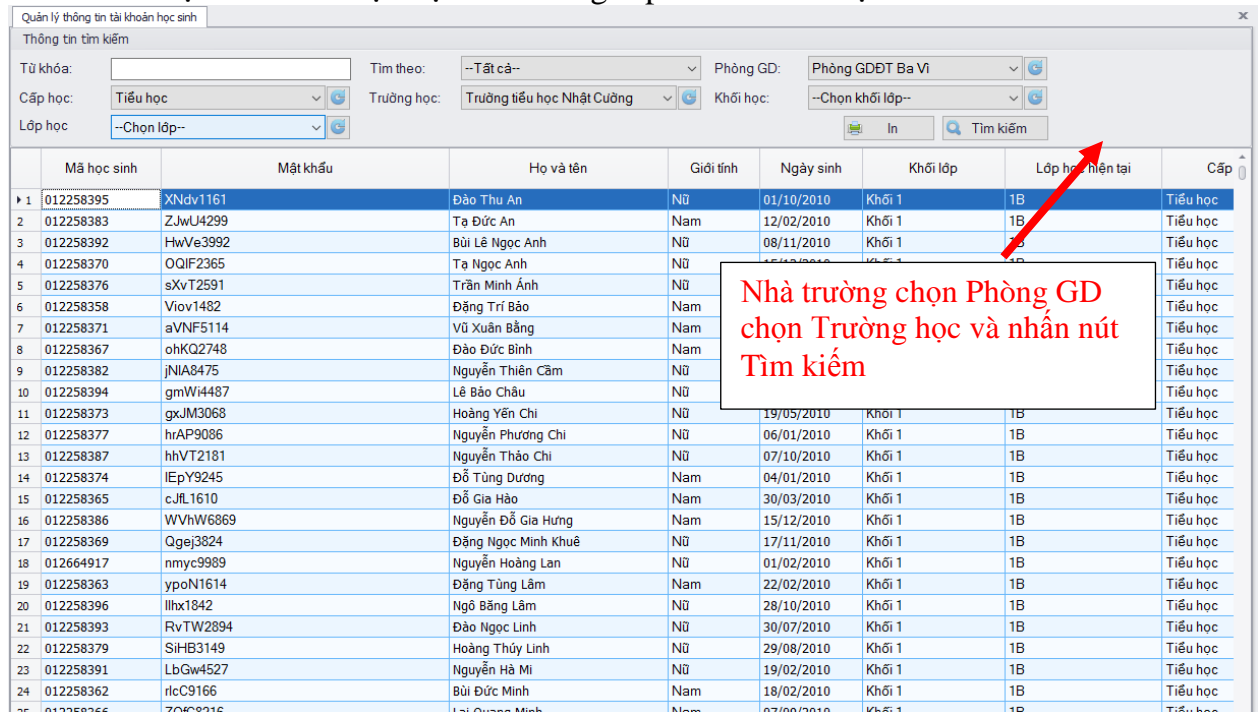 Quản lý thông tin tài khoản học sinh
Thông tin tìm kiếm
Từ khóa: Tìm theo: --Tất cả-- Phòng GD: Phòng GDĐT Ba Vì
Cấp học: Tiểu học Trường học: Trường tiểu học Nhật Cường Khối học: --Chọn khối lớp--
Lớp học --Chọn lớp-- In Tìm kiếm
Mã học sinh Mật khẩu Họ và tên Giới tính Ngày sinh Khối lớp Lớp học hiện tại Cấp
1 012258395 XNdv1161 Đào Thu An Nữ 01/10/2010 Khối 1 1B Tiểu học
2 012258383 ZJwU4299 Tạ Đức An Nam 12/02/2010 Khối 1 1B Tiểu học
3 012258392 HwVe3992 Bùi Lê Ngọc Anh Nữ 08/11/2010 Khối 1 1B Tiểu học
4 012258370 OQIF2365 Tạ Ngọc Anh Nữ Tiểu học
5 012258376 sXvT2591 Trần Minh Ánh Nữ Tiểu học
6 012258358 Viov1482 Đặng Trí Bảo Nam Tiểu học
7 012258371 aVNF5114 Vũ Xuân Bằng Nam Tiểu học
8 012258367 ohKQ2748 Đào Đức Bình Nam Tiểu học
9 012258382 jNIA8475 Nguyễn Thiên Cầm Nữ Tiểu học
10 012258394 gmWi4487 Lê Bảo Châu Nữ Tiểu học
Nhà trường chọn Phòng GD
chọn Trường học và nhấn nút
Tìm kiếm
11 012258373 gxJM3068 Hoàng Yến Chi Nữ 19/05/2010 Khối 1 1B Tiểu học
12 012258377 hrAP9086 Nguyễn Phương Chi Nữ 06/01/2010 Khối 1 1B Tiểu học
13 012258387 hhVT2181 Nguyễn Thảo Chi Nữ 07/10/2010 Khối 1 1B Tiểu học
14 012258374 IEpY9245 Đỗ Tùng Dương Nam 04/01/2010 Khối 1 1B Tiểu học
15 012258365 cJfL1610 Đỗ Gia Hào Nam 30/03/2010 Khối 1 1B Tiểu học
16 012258386 WVhW6869 Nguyễn Đỗ Gia Hưng Nam 15/12/2010 Khối 1 1B Tiểu học
17 012258369 Qgej3824 Đặng Ngọc Minh Khuê Nữ 17/11/2010 Khối 1 1B Tiểu học
18 012664917 nmyc9989 Nguyễn Hoàng Lan Nữ 01/02/2010 Khối 1 1B Tiểu học
19 012258363 ypoN1614 Đặng Tùng Lâm Nam 22/02/2010 Khối 1 1B Tiểu học
20 012258396 llhx1842 Ngô Băng Lâm Nữ 28/10/2010 Khối 1 1B Tiểu học
21 012258393 RvTW2894 Đào Ngọc Linh Nữ 30/07/2010 Khối 1 1B Tiểu học
22 012258379 SiHB3149 Hoàng Thúy Linh Nữ 29/08/2010 Khối 1 1B Tiểu học
23 012258391 LbGw4527 Nguyễn Hà Mi Nữ 19/02/2010 Khối 1 1B Tiểu học
24 012258362 rlcC9166 Bùi Đức Minh Nam 18/02/2010 Khối 1 1B Tiểu học